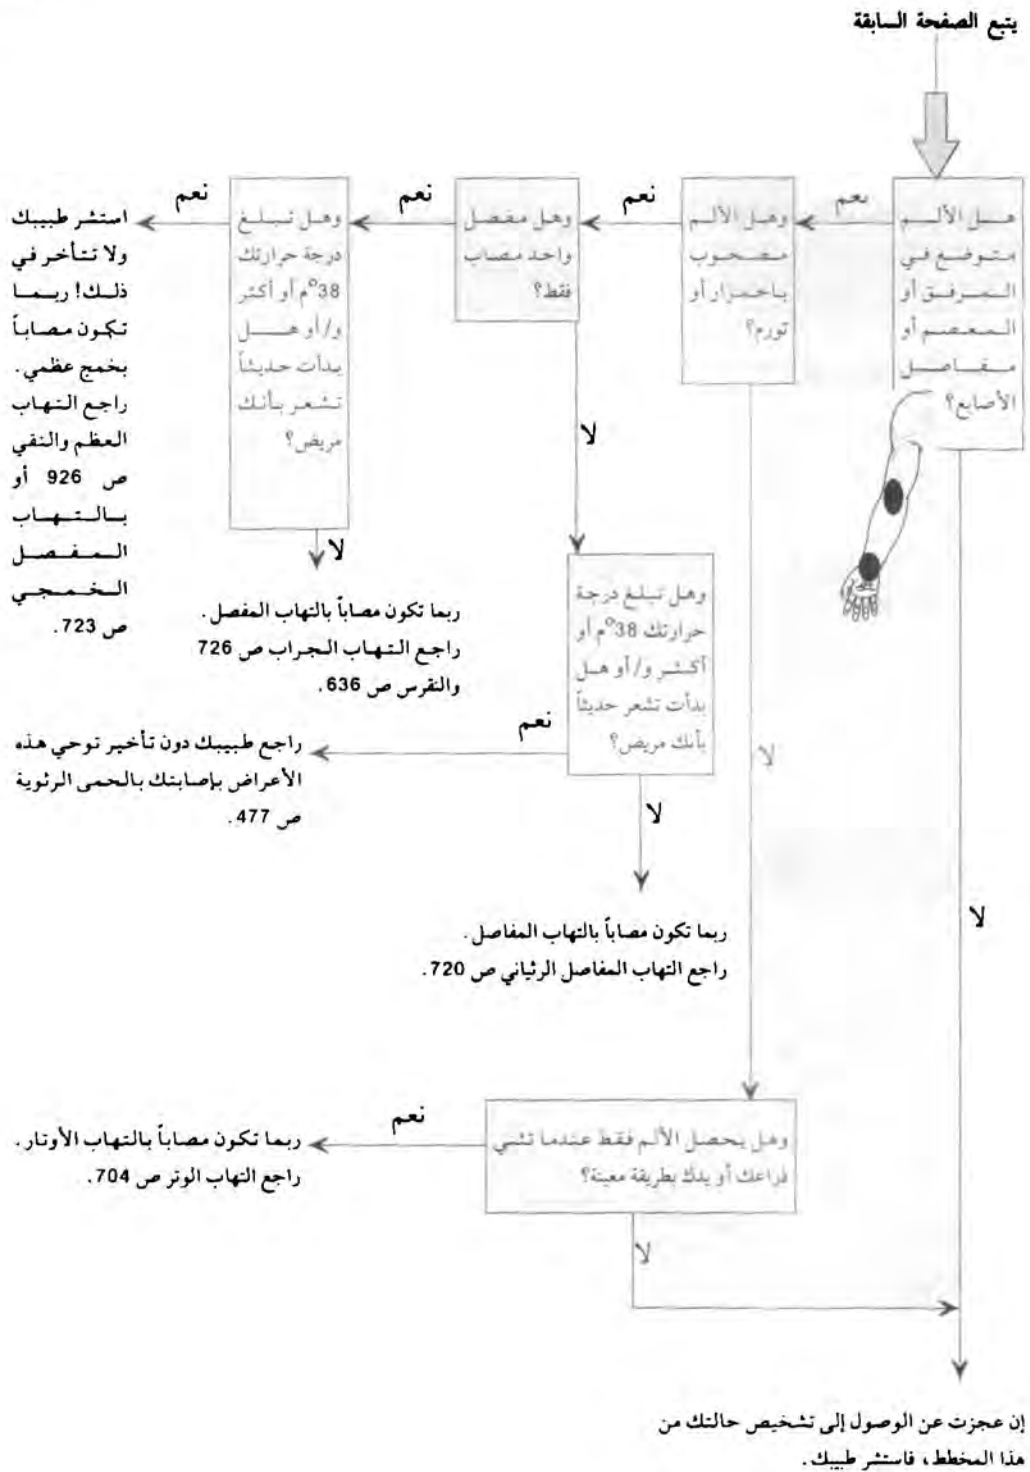 يتبع الصفحة السابقة
هل الألم
متوضع في
المرفق أو
المعصم أو
مفاصل
الأصابع؟
نعم
وهل الألم
مصحوب
باحمرار أو
تورم؟
نعم
وهل مفصل
واحد مصاب
فقط؟
نعم
وهل تبلغ
درجة حرارتك
38°م أو أكثر
و/أو هل
بدأت حديثاً
تشعر بأنك
مريض؟
نعم
استشر طبيبك
ولا تتأخر في
ذلك! ربما
تكون مصاباً
بخمج عظمي.
راجع التهاب
العظم والنقي
ص 926 أو
بالتهاب
المفصل
الخمجي
ص 723.
لا
ربما تكون مصاباً بالتهاب المفصل.
راجع التهاب الجراب ص 726
والنقرس ص 636.
لا
وهل تبلغ درجة
حرارتك 38°م أو
أكثر و/أو هل
بدأت تشعر حديثاً
بأنك مريض؟
نعم
راجع طبيبك دون تأخير توحي هذه
الأعراض بإصابتك بالحمى الرئوية
ص 477.
لا
ربما تكون مصاباً بالتهاب المفاصل.
راجع التهاب المفاصل الرثياني ص 720.
لا
وهل يحصل الألم فقط عندما تثني
ذراعك أو يدك بطريقة معينة؟
نعم
ربما تكون مصاباً بالتهاب الأوتار.
راجع التهاب الوتر ص 704.
لا
لا
إن عجزت عن الوصول إلى تشخيص حالتك من
هذا المخطط، فاستشر طبيبك.